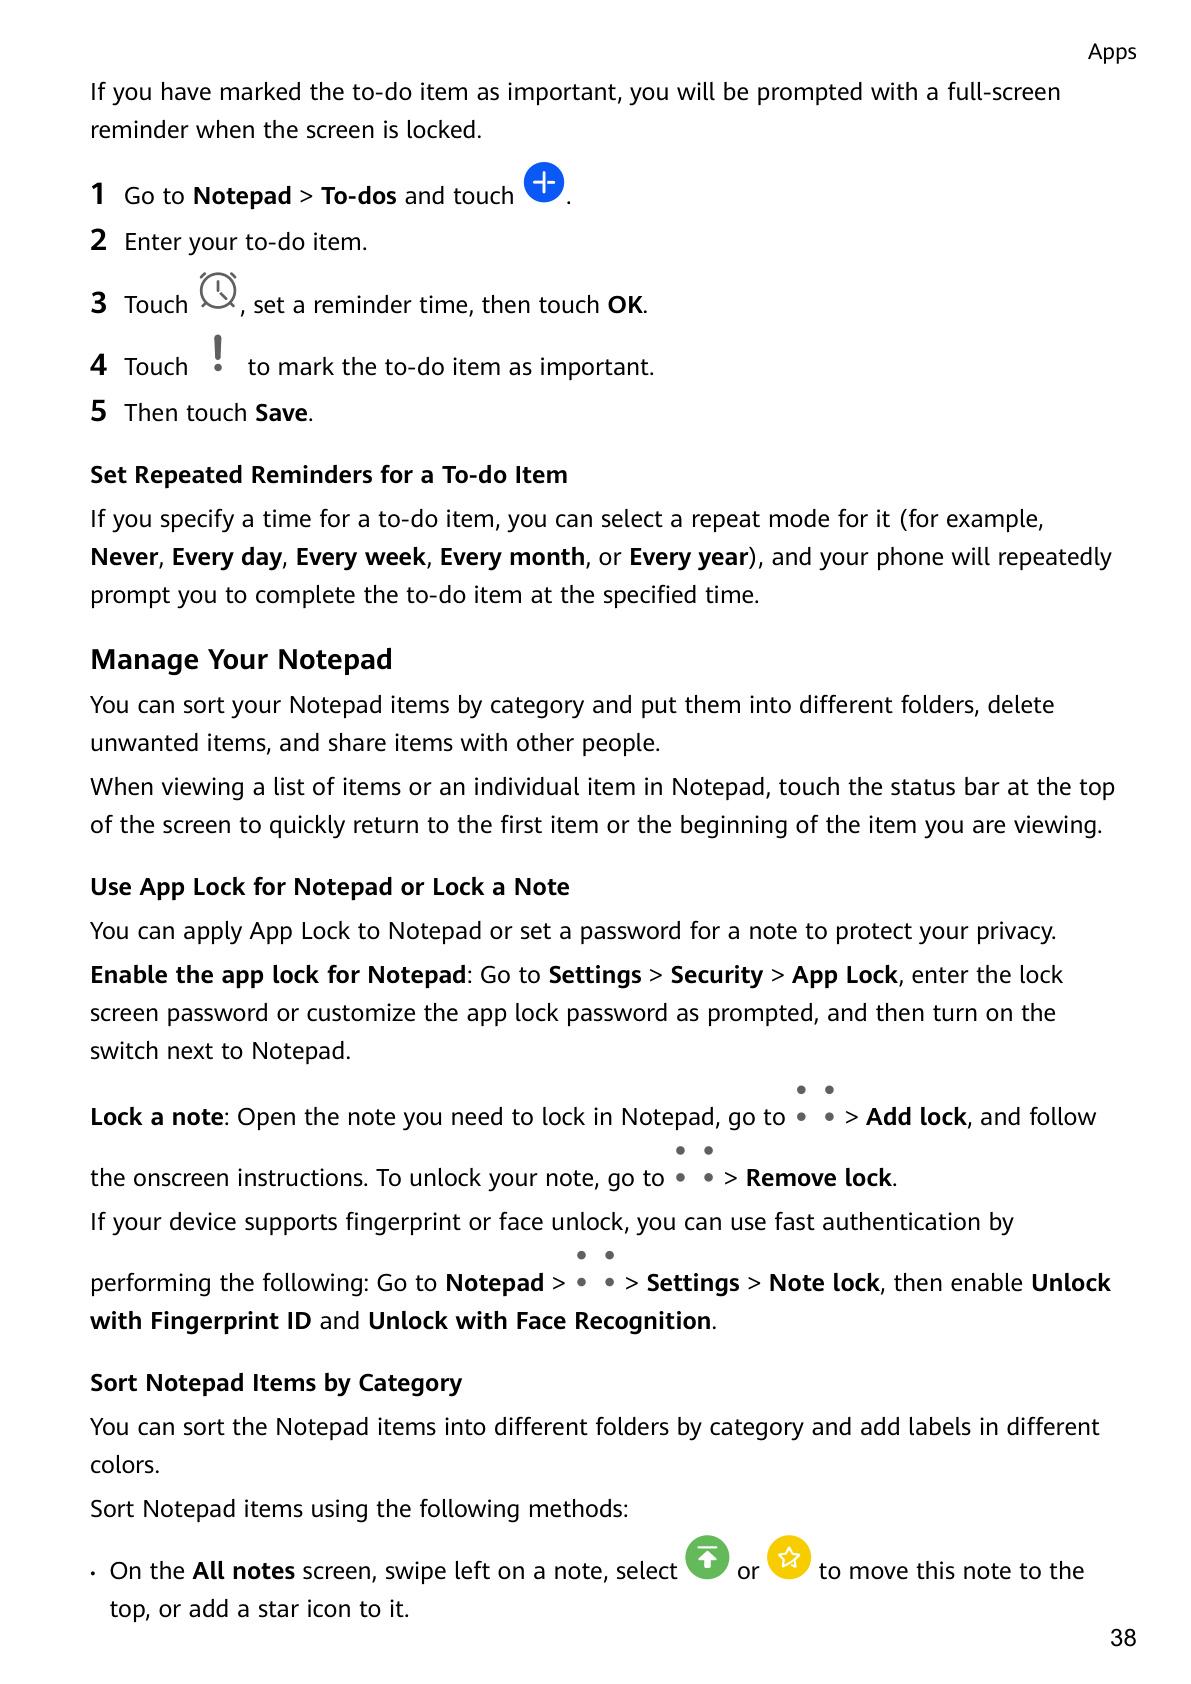 Apps
If you have marked the to-do item as important, you will be prompted with a full-screen
reminder when the screen is locked.
1 Go to Notepad > To-dos and touch .
2 Enter your to-do item.
3 Touch , set a reminder time, then touch OK.
4 Touch to mark the to-do item as important.
5 Then touch Save.
Set Repeated Reminders for a To-do Item
If you specify a time for a to-do item, you can select a repeat mode for it (for example,
Never, Every day, Every week, Every month, or Every year), and your phone will repeatedly
prompt you to complete the to-do item at the specified time.
Manage Your Notepad
You can sort your Notepad items by category and put them into different folders, delete
unwanted items, and share items with other people.
When viewing a list of items or an individual item in Notepad, touch the status bar at the top
of the screen to quickly return to the first item or the beginning of the item you are viewing.
Use App Lock for Notepad or Lock a Note
You can apply App Lock to Notepad or set a password for a note to protect your privacy.
Enable the app lock for Notepad: Go to Settings > Security > App Lock, enter the lock
screen password or customize the app lock password as prompted, and then turn on the
switch next to Notepad.
Lock a note: Open the note you need to lock in Notepad, go to > Add lock, and follow
the onscreen instructions. To unlock your note, go to > Remove lock.
If your device supports fingerprint or face unlock, you can use fast authentication by
performing the following: Go to Notepad > > Settings > Note lock, then enable Unlock
with Fingerprint ID and Unlock with Face Recognition.
Sort Notepad Items by Category
You can sort the Notepad items into different folders by category and add labels in different
colors.
Sort Notepad items using the following methods:
• On the All notes screen, swipe left on a note, select or to move this note to the
top, or add a star icon to it.
38